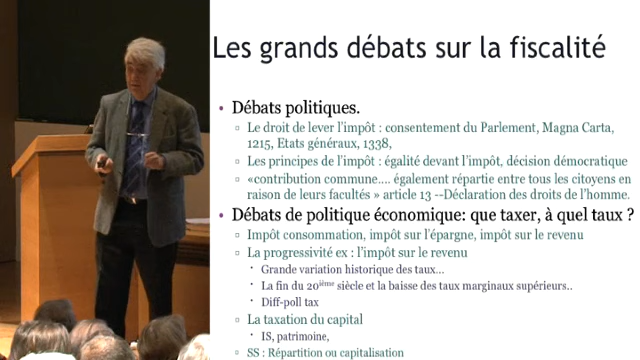 Les grands débats sur la fiscalité
• Débats politiques.
▫ Le droit de lever l'impôt : consentement du Parlement, Magna Carta,
1215, Etats généraux, 1338,
▫ Les principes de l'impôt : égalité devant l'impôt, décision démocratique
▫ «contribution commune.... également répartie entre tous les citoyens en
raison de leurs facultés » article 13 --Déclaration des droits de l'homme.
• Débats de politique économique: que taxer, à quel taux ?
▫ Impôt consommation, impôt sur l'épargne, impôt sur le revenu
▫ La progressivité ex : l'impôt sur le revenu
• Grande variation historique des taux...
• La fin du 20ième siècle et la baisse des taux marginaux supérieurs..
• Diff-poll tax
▫ La taxation du capital
• IS, patrimoine,
▫ SS : Répartition ou capitalisation